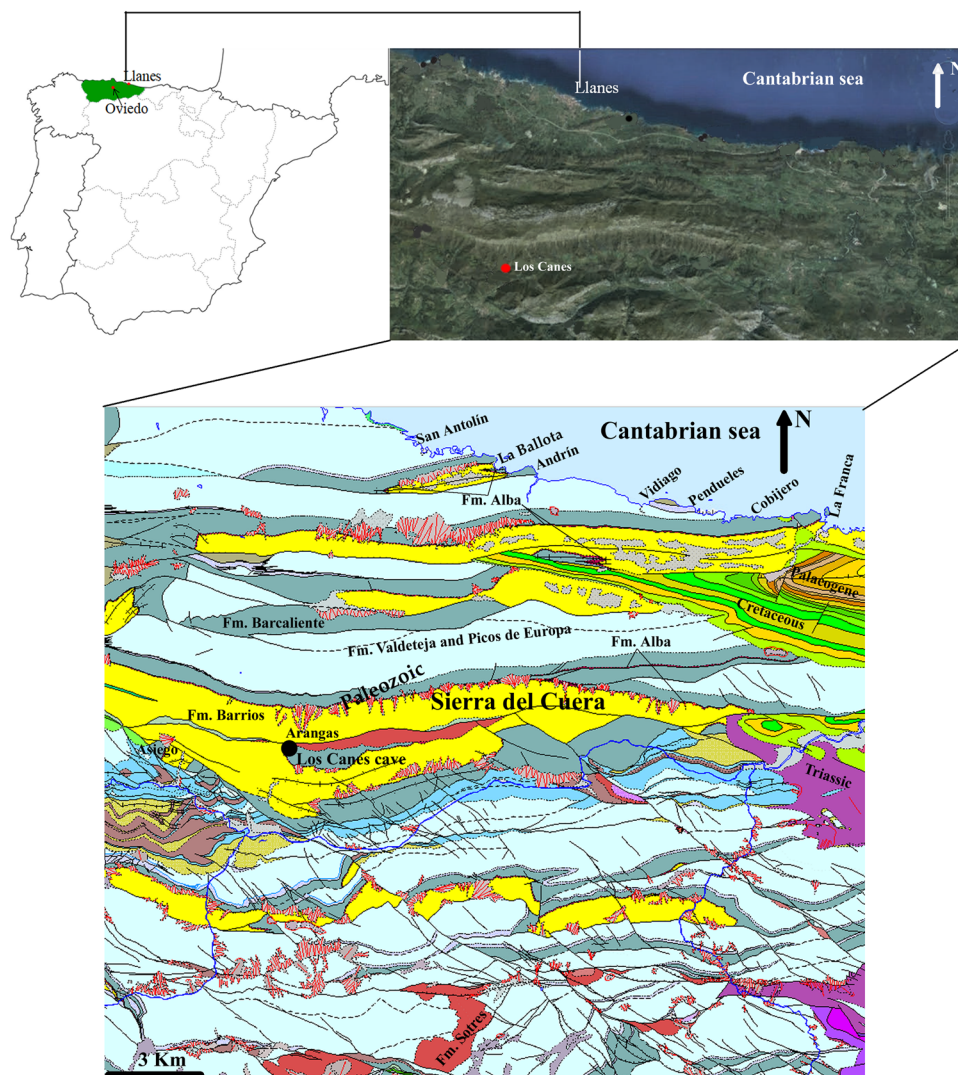 Llanes
Oviedo
Llanes
Cantabrian sea
N
Los Canes
San Antolín
La Ballota
Andrín
Cantabrian sea
N
Fm. Alba
Vidiago
Pendueles
Cobijero
La Franca
Palaeogene
Cretaceous
Fm. Barcaliente
Fm. Valdeteja and Picos de Europa
Fm. Alba
Paleozoic
Sierra del Cuera
Fm. Barrios
Arangas
Los Canes cave
Asiego
Triassic
Fm. Sotres
3 Km